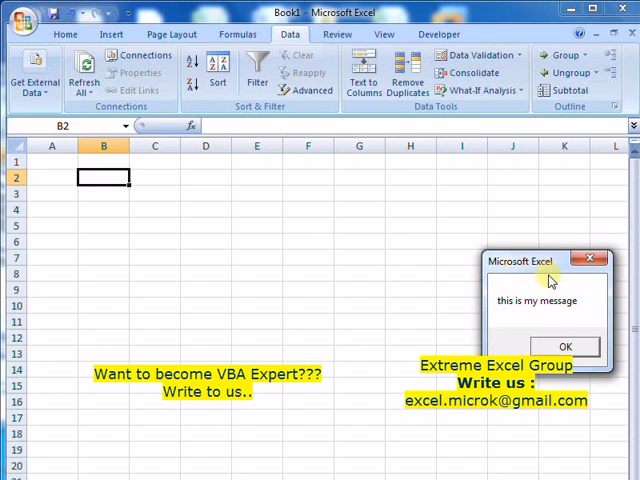 Book1 - Microsoft Excel
Home Insert Page Layout Formulas Data Review View Developer
Get External Data
Refresh All
Connections
Properties
Edit Links
Connections
Sort
Filter
Clear
Reapply
Advanced
Sort & Filter
Text to Columns
Remove Duplicates
Data Validation
Consolidate
What-If Analysis
Data Tools
Group
Ungroup
Subtotal
Outline
B2 fx
A B C D E F G H I J K L
1
2
3
4
5
6
7
8
9
10
11
12
13
14
15
16
17
18
19
20
21
Microsoft Excel
this is my message
OK
Want to become VBA Expert???
Write to us..
Extreme Excel Group
Write us :
excel.microk@gmail.com